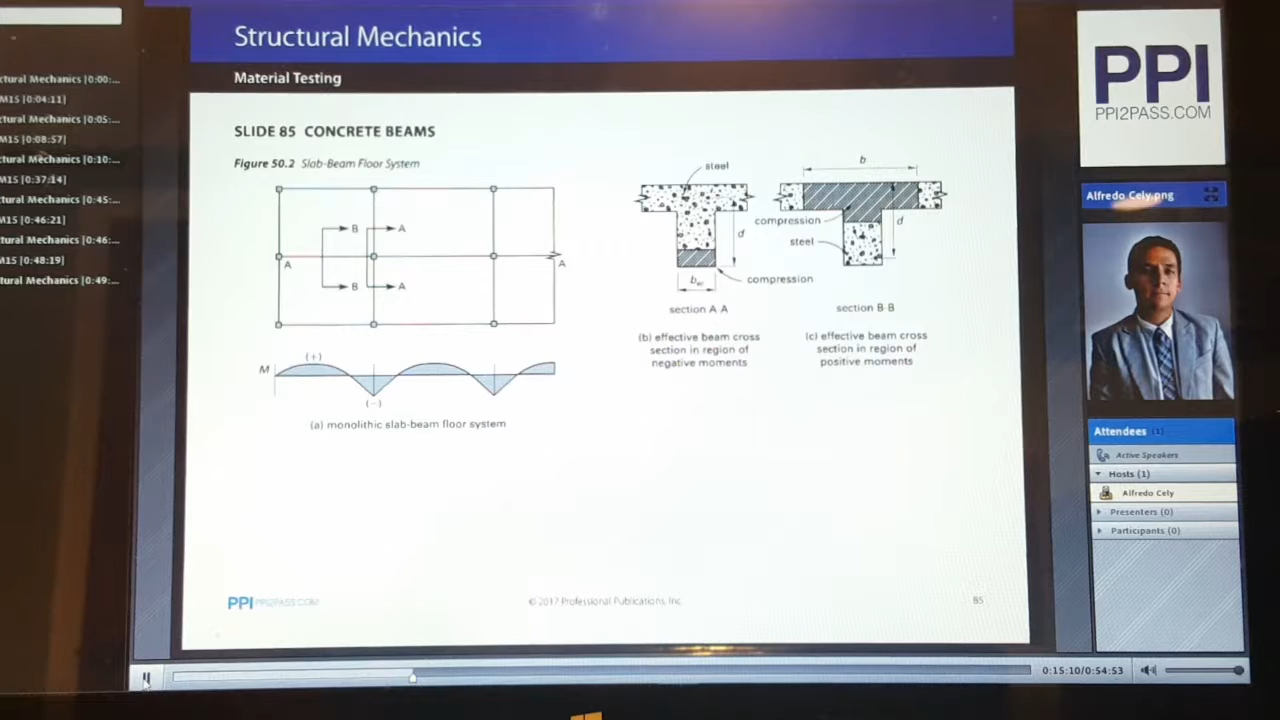 Structural Mechanics
Material Testing
SLIDE 85 CONCRETE BEAMS
Figure 50.2 Slab-Beam Floor System
B
A
A
A
B
A
M
(+)
(−)
(a) monolithic slab-beam floor system
steel
d
compression
section A A
(b) effective beam cross
section in region of
negative moments
b
compression
d
steel
section B-B
(c) effective beam cross
section in region of
positive moments
PPI PPI2PASS.COM
© 2017 Professional Publications, Inc.
85
ctural Mechanics [0:00:...
M15 [0:04:11]
ctural Mechanics [0:05:...
M15 [0:08:57]
ctural Mechanics [0:10:...
M15 [0:37:14]
ctural Mechanics [0:45:...
M15 [0:46:21]
ctural Mechanics [0:46:...
M15 [0:48:19]
ctural Mechanics [0:49:...
PPI
PPI2PASS.COM
Alfredo Cely.png
Attendees (1)
Active Speakers
Hosts (1)
Alfredo Cely
Presenters (0)
Participants (0)
0:15:10/0:54:53